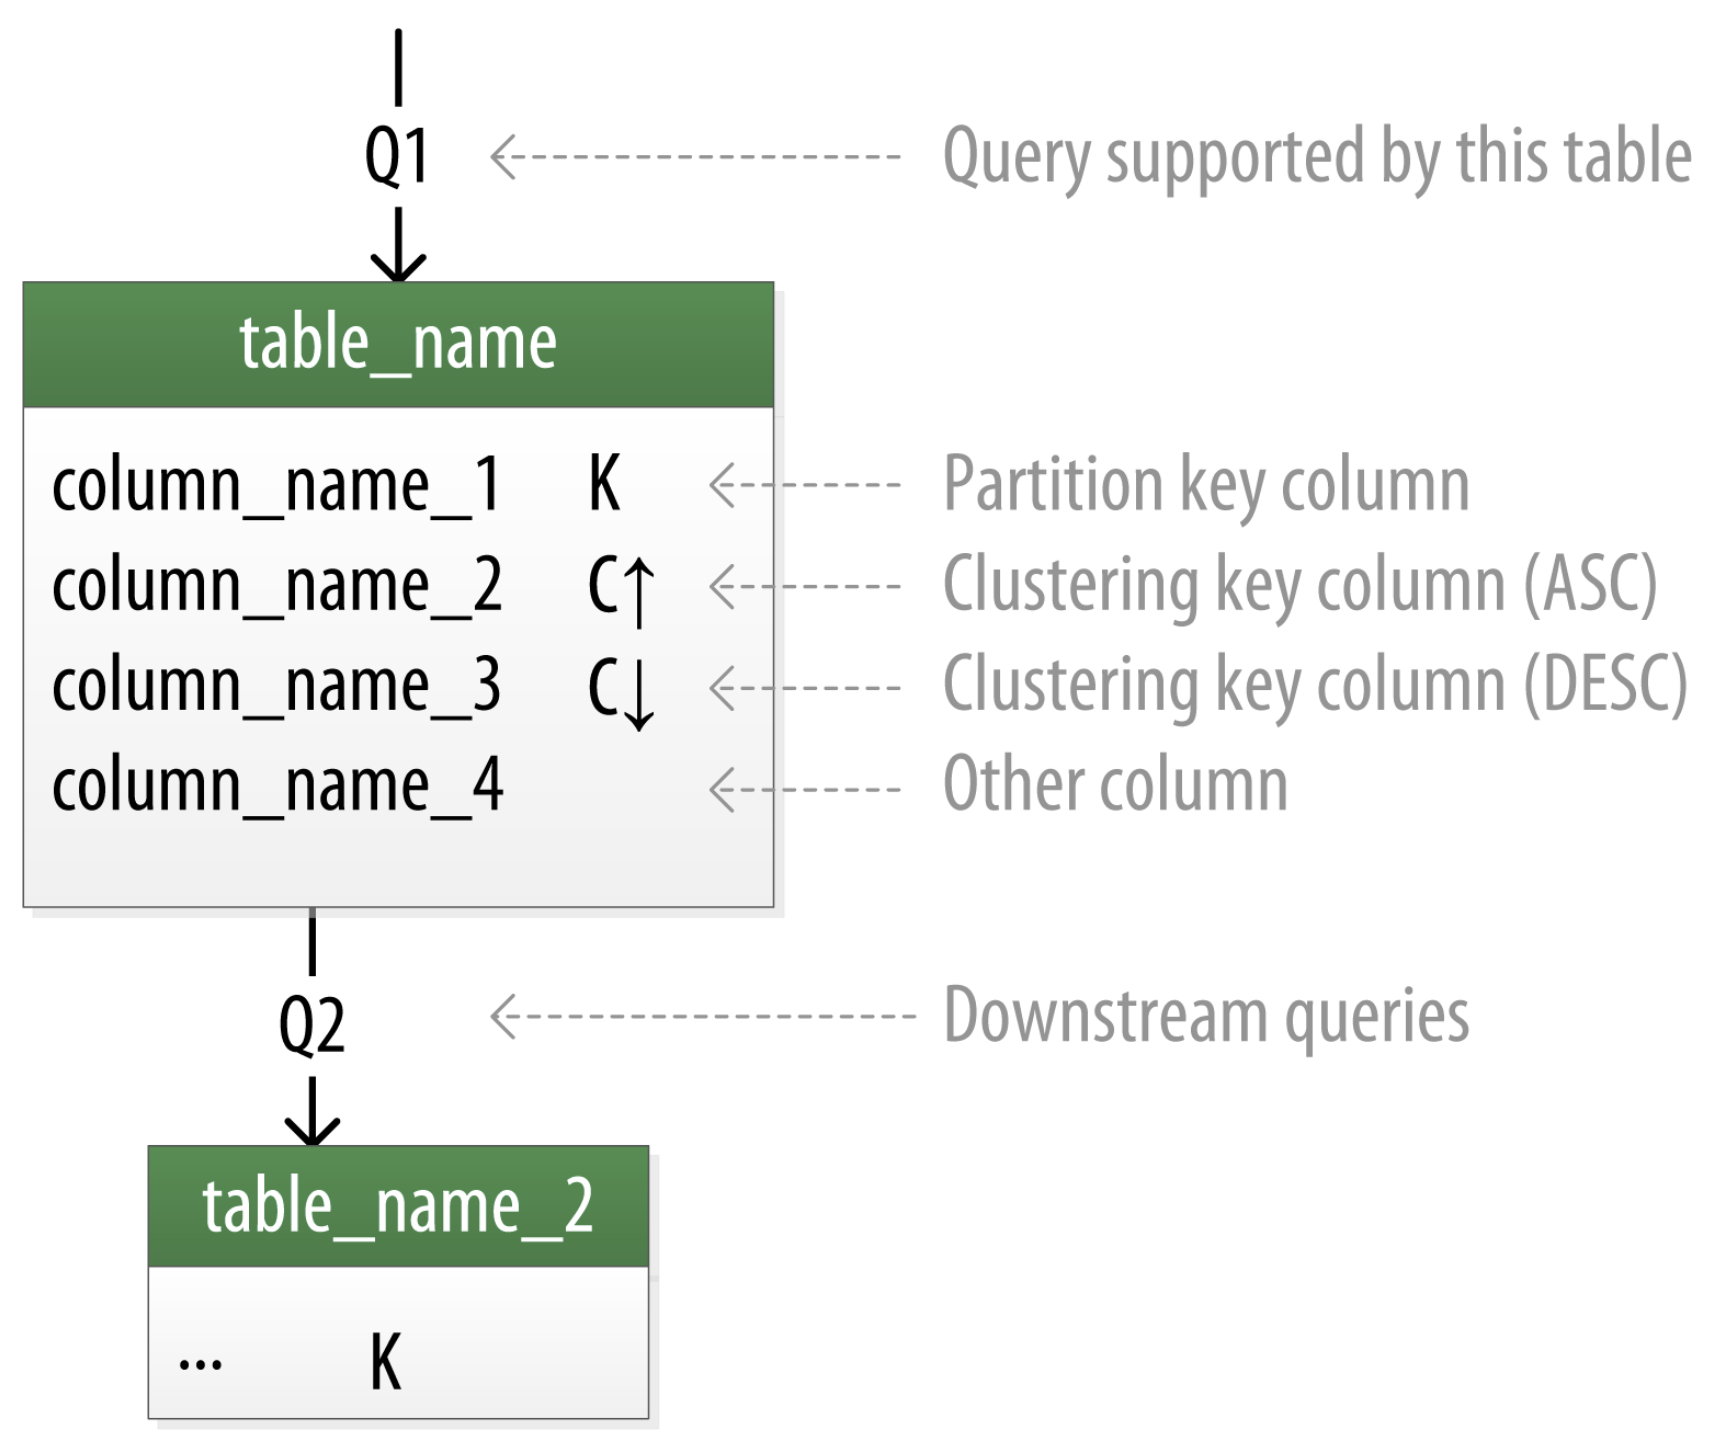 Q1 Query supported by this table
table_name
column_name_1 K Partition key column
column_name_2 C↑ Clustering key column (ASC)
column_name_3 C↓ Clustering key column (DESC)
column_name_4 Other column
Q2 Downstream queries
table_name_2
... K